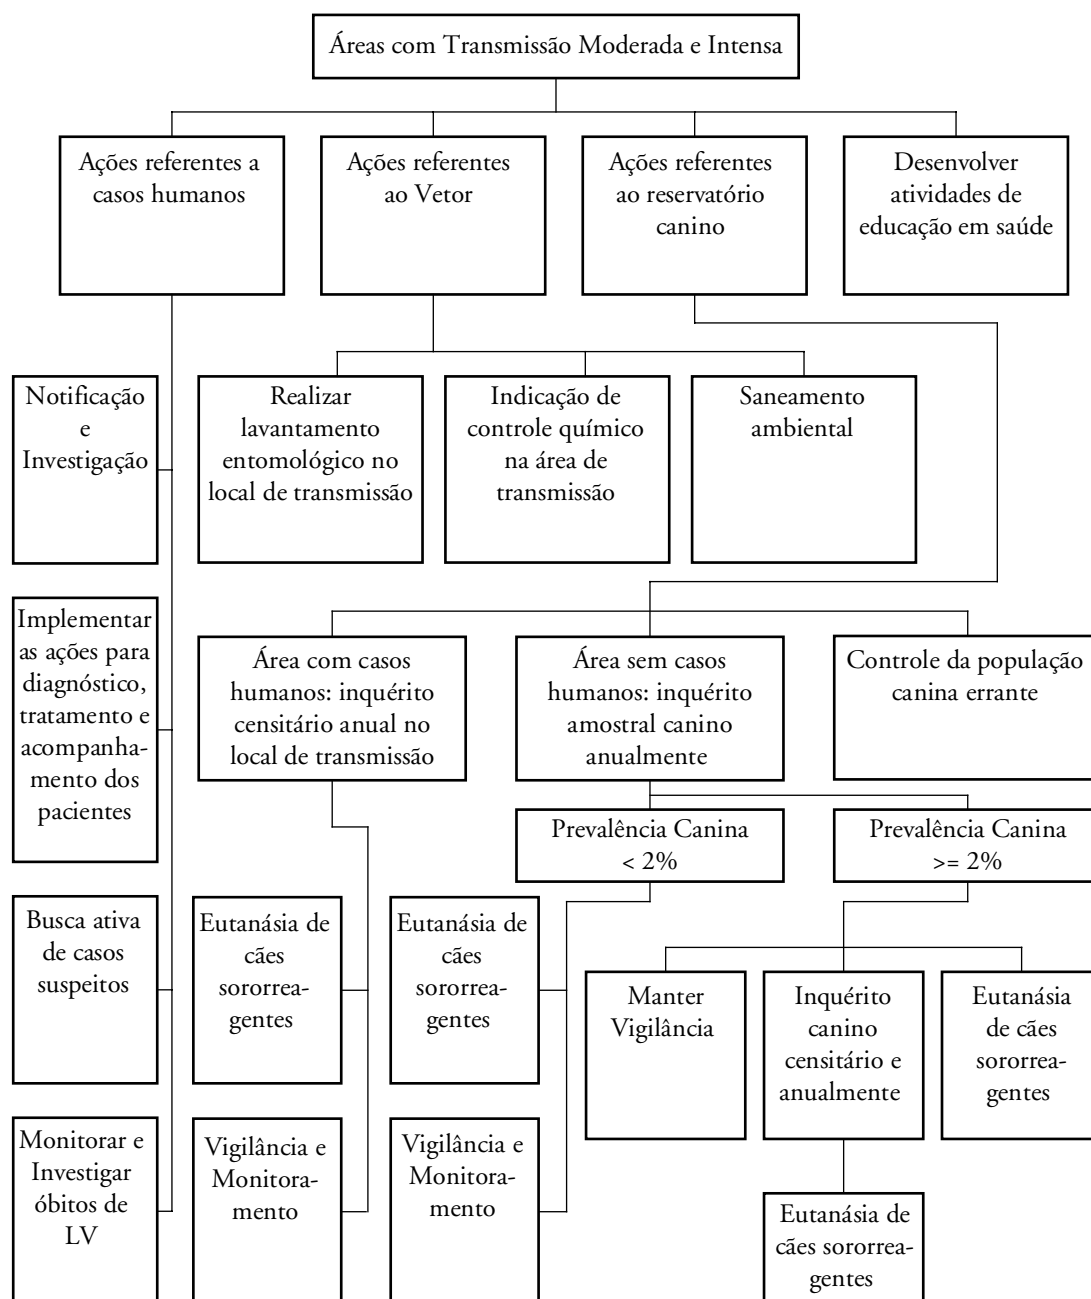 Áreas com Transmissão Moderada e Intensa
Ações referentes a
casos humanos
Ações referentes
ao Vetor
Ações referentes
ao reservatório
canino
Desenvolver
atividades de
educação em saúde
Notificação
e
Investigação
Realizar
lavantamento
entomológico no
local de transmissão
Indicação de
controle químico
na área de
transmissão
Saneamento
ambiental
Implementar
as ações para
diagnóstico,
tratamento e
acompanha-
mento dos
pacientes
Área com casos
humanos: inquérito
censitário anual no
local de transmissão
Área sem casos
humanos: inquérito
amostral canino
anualmente
Controle da população
canina errante
Prevalência Canina
< 2%
Prevalência Canina
>= 2%
Busca ativa
de casos
suspeitos
Eutanásia de
cães
sororrea-
gentes
Eutanásia de
cães
sororrea-
gentes
Manter
Vigilância
Inquérito
canino
censitário e
anualmente
Eutanásia
de cães
sororrea-
gentes
Monitorar e
Investigar
óbitos de
LV
Vigilância e
Monitora-
mento
Vigilância e
Monitora-
mento
Eutanásia de
cães sororrea-
gentes